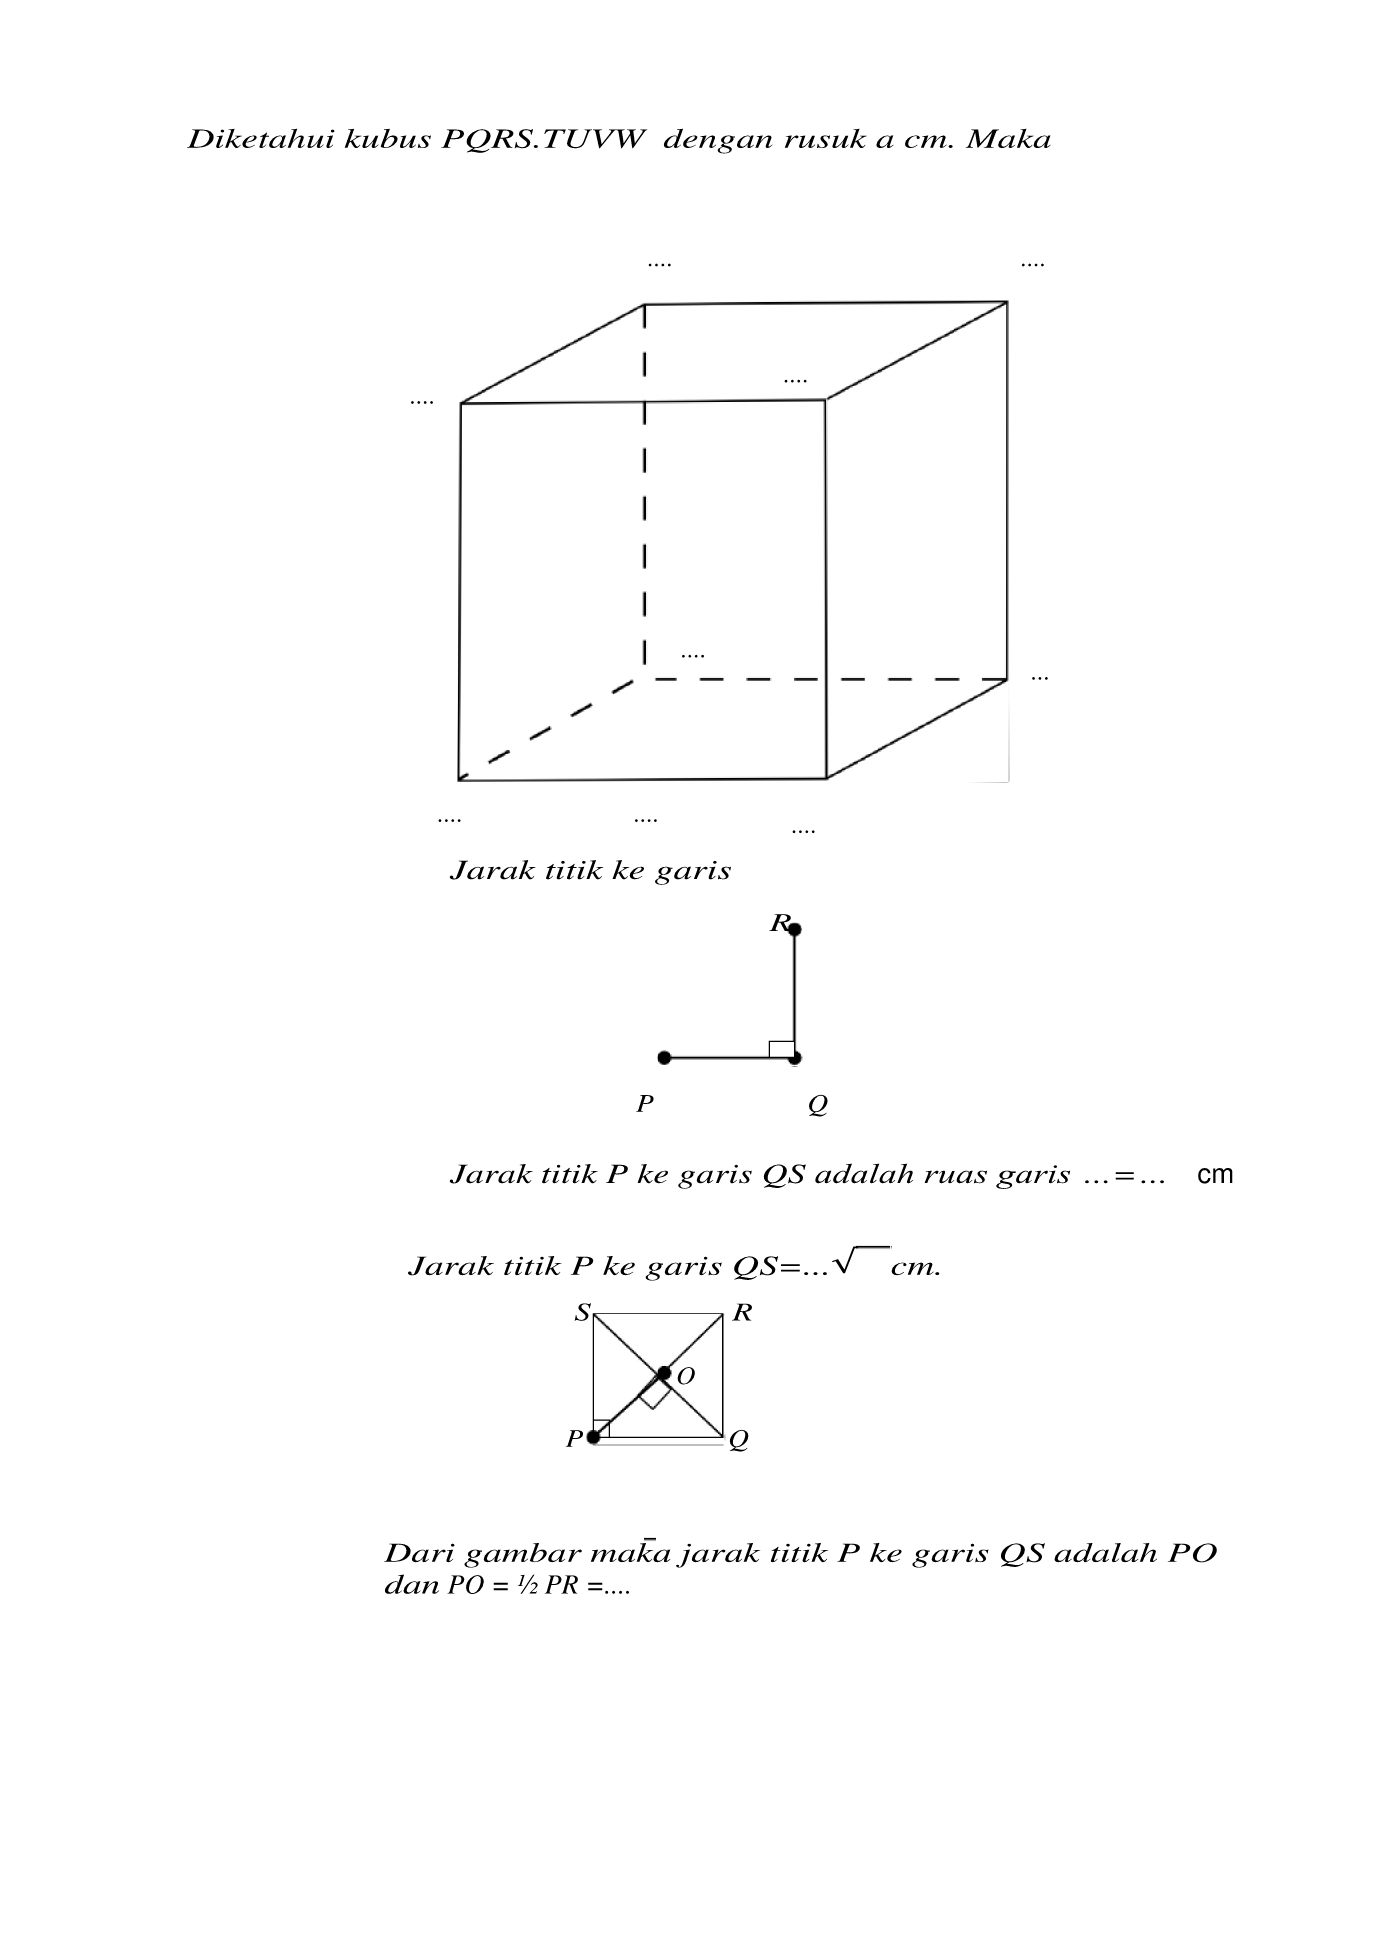 Diketahui kubus PQRS.TUVW dengan rusuk a cm. Maka
.... ....
....
....
....
...
.... .... ....
Jarak titik ke garis
R
P Q
Jarak titik P ke garis QS adalah ruas garis ...=... cm
Jarak titik P ke garis QS=...√ cm.
S R
O
P Q
Dari gambar maka jarak titik P ke garis QS adalah PO
dan PO = ½ PR =....